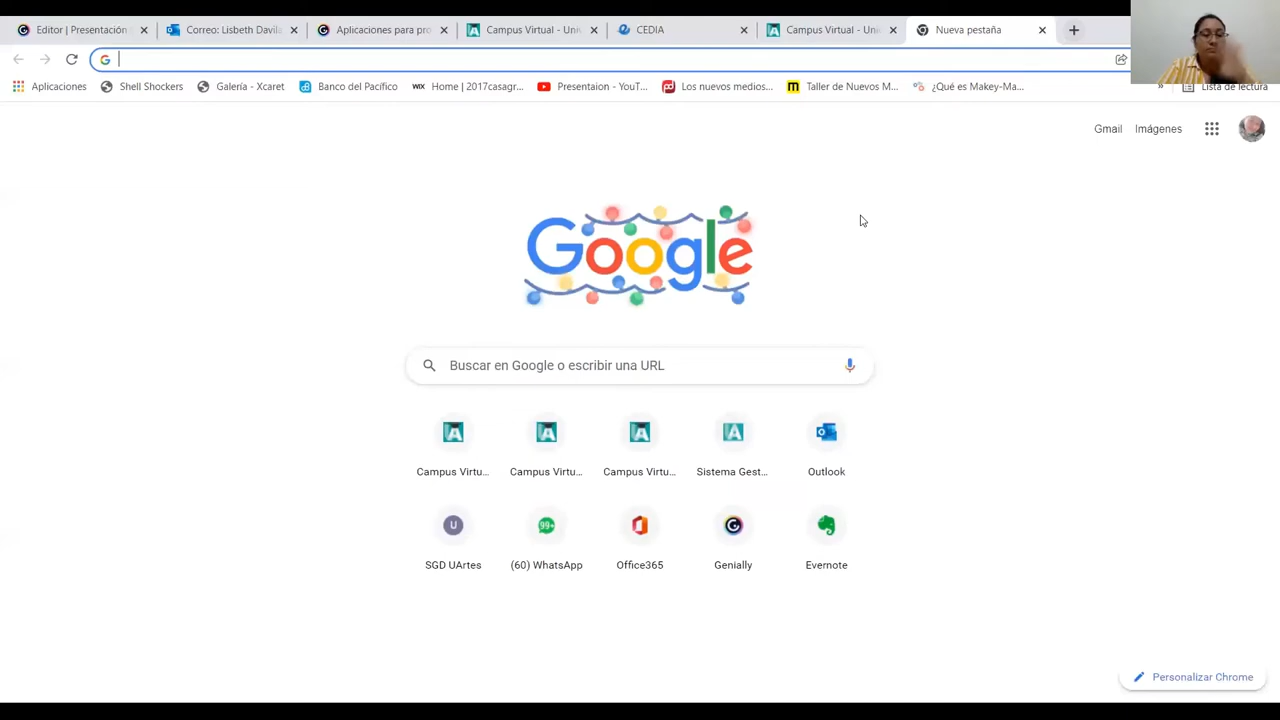 Editor | Presentación
Correo: Lisbeth Davila
Aplicaciones para pro
Campus Virtual - Uni
CEDIA
Campus Virtual - Uni
Nueva pestaña
Aplicaciones
Shell Shockers
Galería - Xcaret
Banco del Pacífico
WIX Home | 2017casagr...
Presentaion - YouT...
Los nuevos medios...
Taller de Nuevos M...
¿Qué es Makey-Ma...
»
Lista de lectura
Gmail
Imágenes
Google
Buscar en Google o escribir una URL
Campus Virtu...
Campus Virtu...
Campus Virtu...
Sistema Gest...
Outlook
U
99+
SGD UArtes
(60) WhatsApp
Office365
Genially
Evernote
Personalizar Chrome